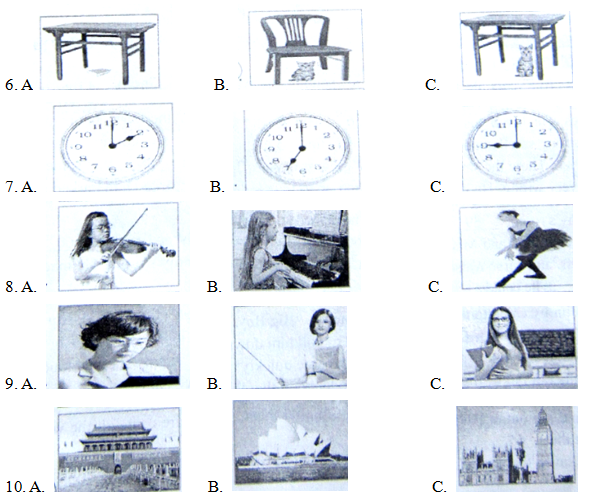 6. A B. C.
7. A. B. C.
8. A. B. C.
9. A. B. C.
10. A. B. C.